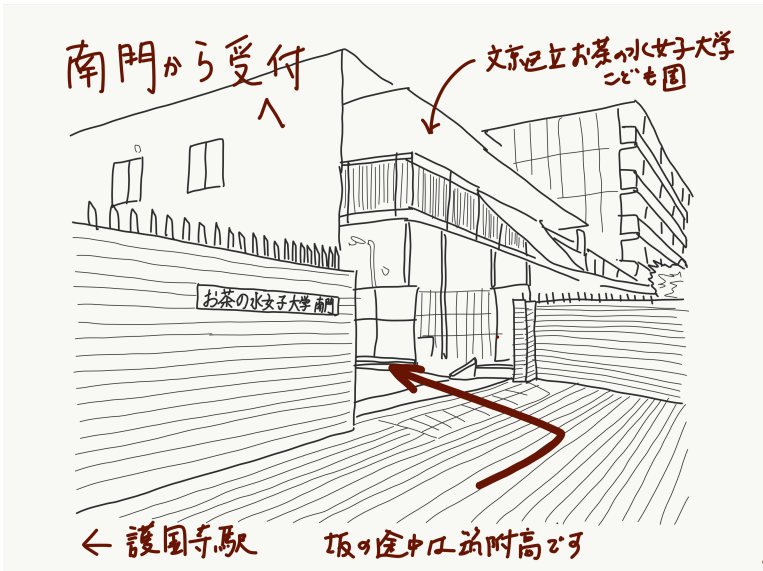 南門から受付
へ
文京区立お茶の水女子大学
こども園
お茶の水女子大学 南門
← 護国寺駅
坂の途中は筑附高です